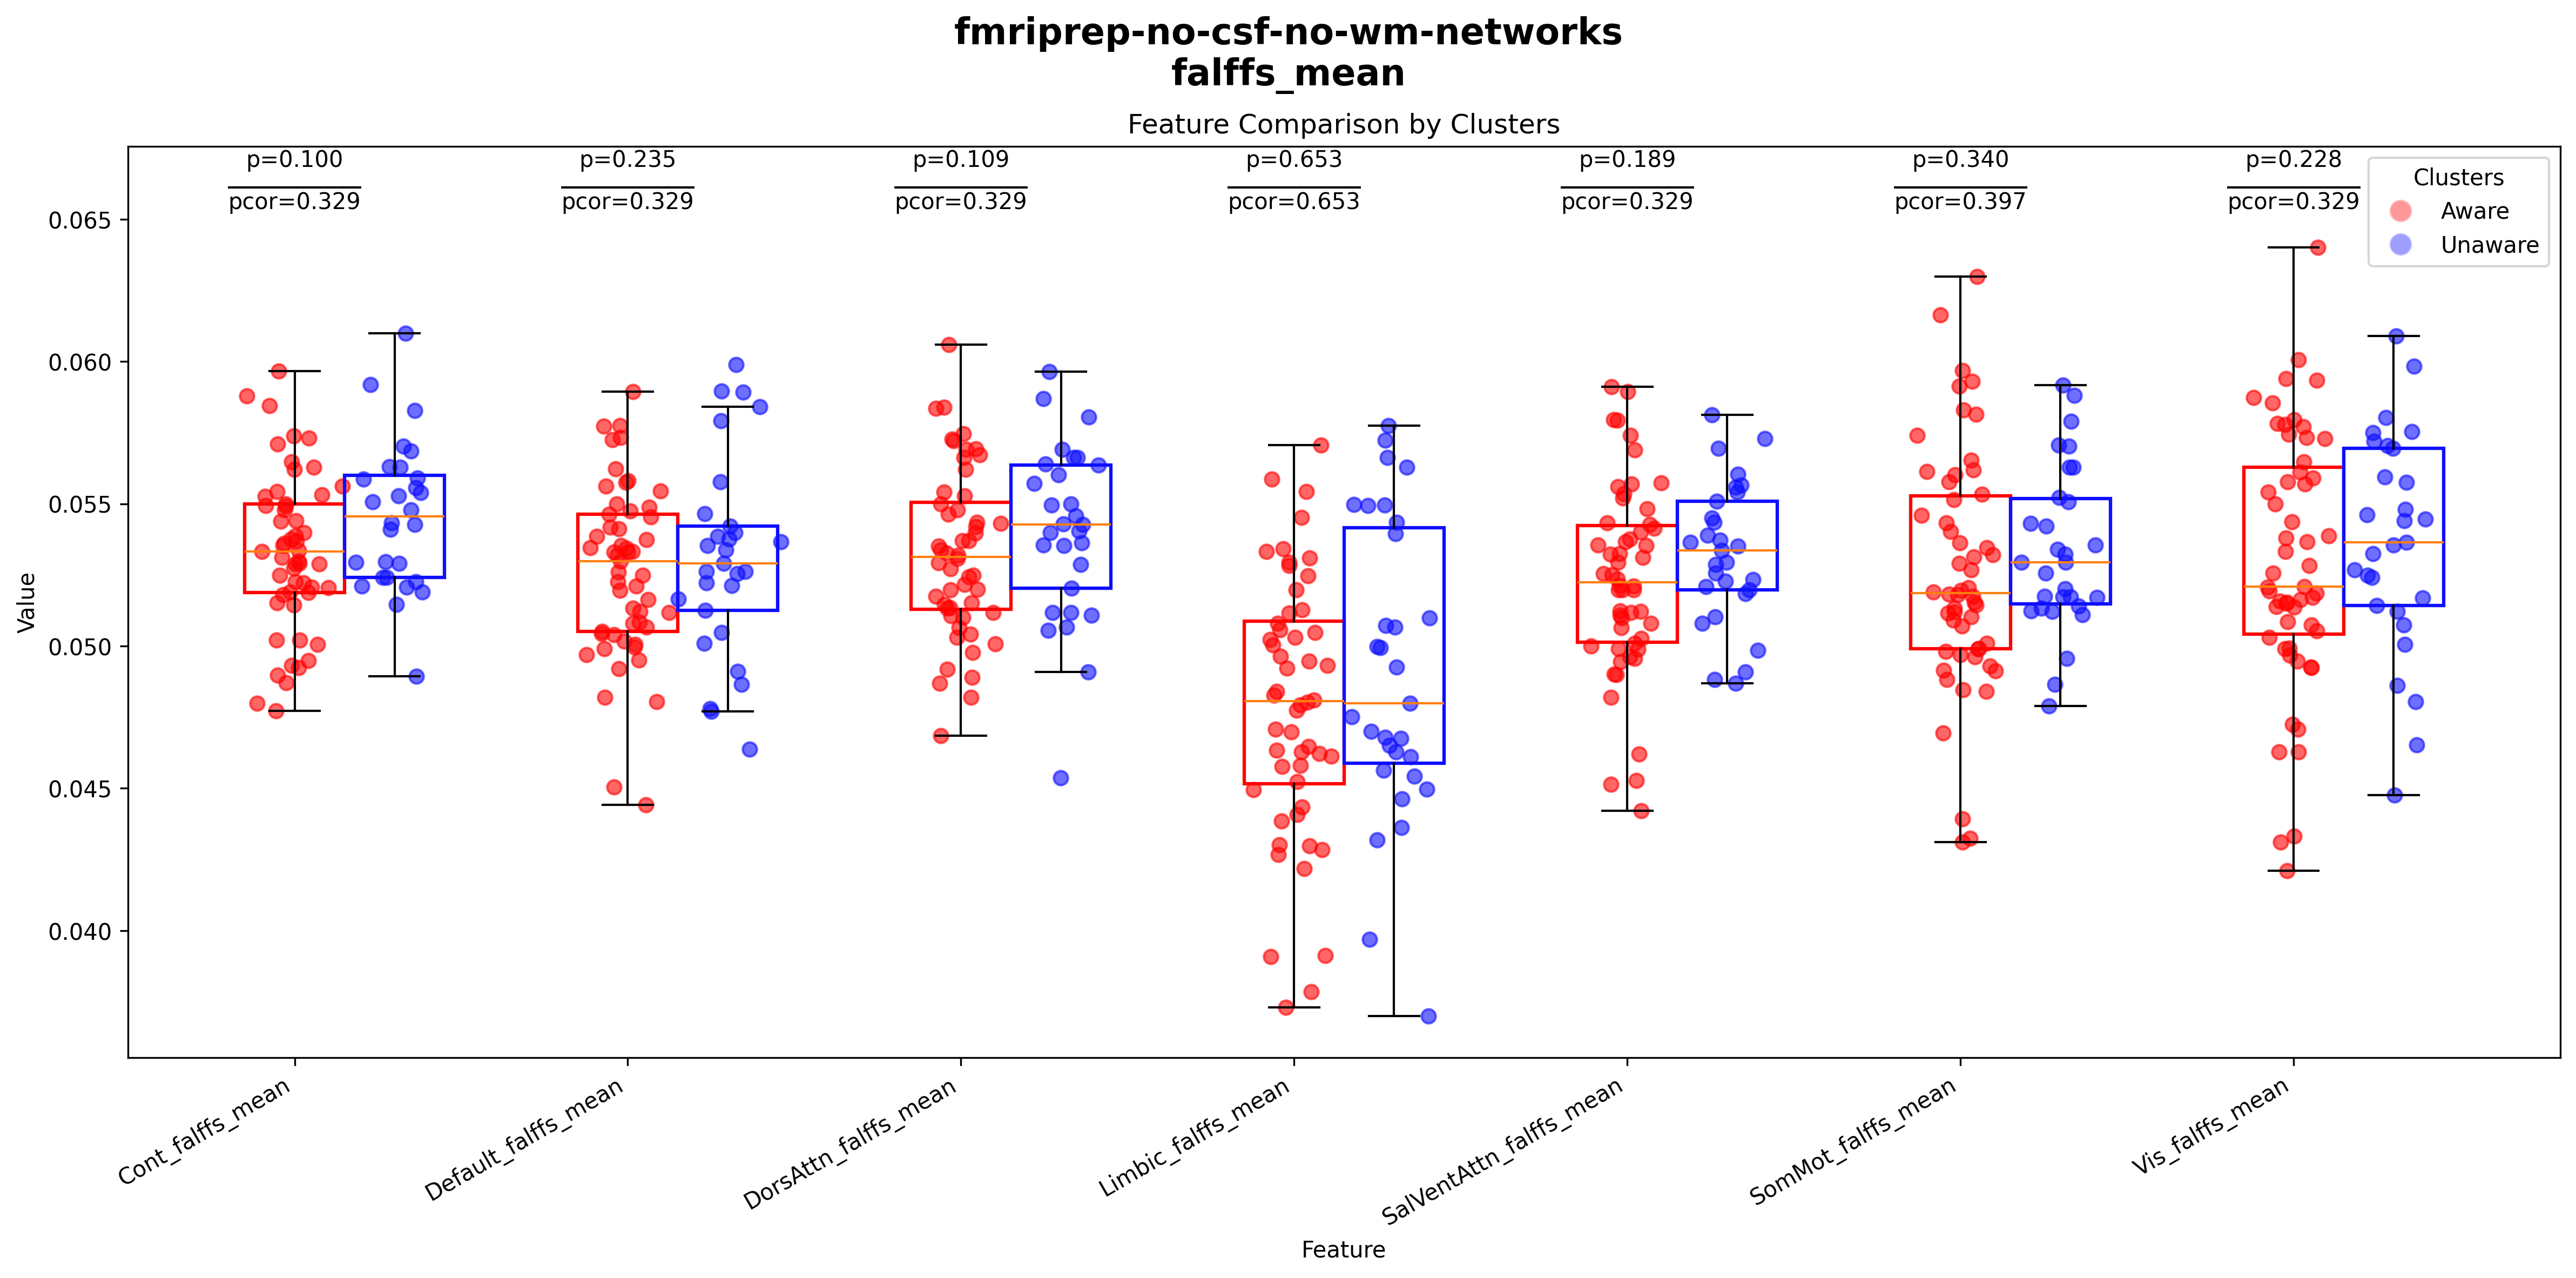 fmriprep-no-csf-no-wm-networks
falffs_mean
Feature Comparison by Clusters
p=0.100 p=0.235 p=0.109 p=0.653 p=0.189 p=0.340 p=0.228
pcor=0.329 pcor=0.329 pcor=0.329 pcor=0.653 pcor=0.329 pcor=0.397 pcor=0.329
Clusters
Aware
Unaware
Value
0.065
0.060
0.055
0.050
0.045
0.040
Cont_falffs_mean
Default_falffs_mean
DorsAttn_falffs_mean
Limbic_falffs_mean
SalVentAttn_falffs_mean
SomMot_falffs_mean
Vis_falffs_mean
Feature